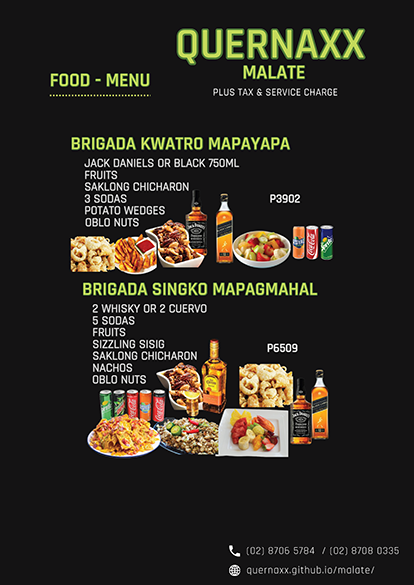 QUERNAXX
MALATE
PLUS TAX & SERVICE CHARGE
FOOD - MENU
BRIGADA KWATRO MAPAYAPA
JACK DANIELS OR BLACK 750ML
FRUITS
SAKLONG CHICHARON
3 SODAS
POTATO WEDGES
OBLO NUTS
P3902
BRIGADA SINGKO MAPAGMAHAL
2 WHISKY OR 2 CUERVO
5 SODAS
FRUITS
SIZZLING SISIG
SAKLONG CHICHARON
NACHOS
OBLO NUTS
P6509
(02) 8706 5784 / (02) 8708 0335
quernaxx.github.io/malate/